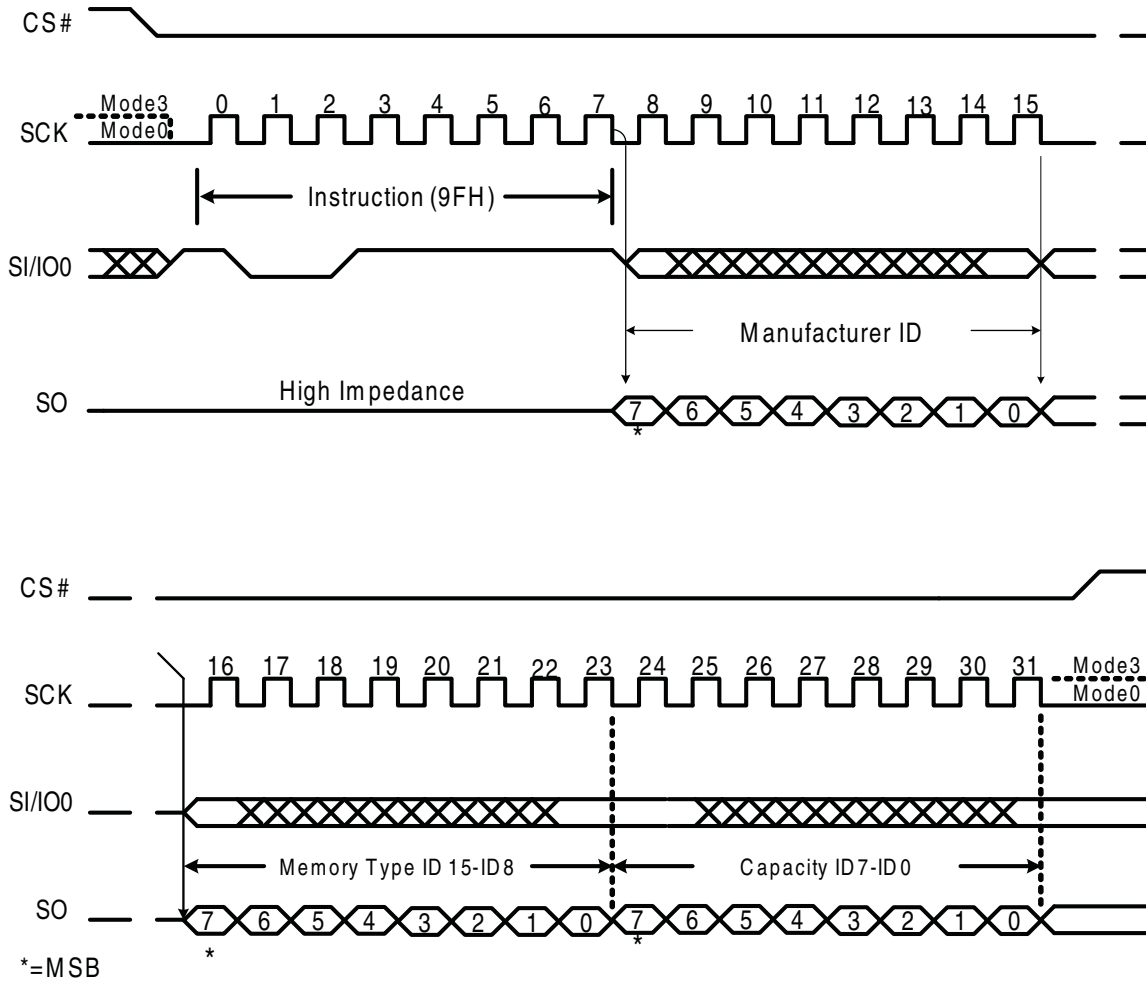 CS#
Mode3
0 1 2 3 4 5 6 7 8 9 10 11 12 13 14 15
SCK
Mode0
Instruction (9FH)
SI/IO0
Manufacturer ID
High Impedance
SO
7 6 5 4 3 2 1 0
*
CS#
16 17 18 19 20 21 22 23 24 25 26 27 28 29 30 31
Mode3
SCK
Mode0
SI/IO0
Memory Type ID 15-ID8
Capacity ID7-ID0
SO
7 6 5 4 3 2 1 0 7 6 5 4 3 2 1 0
* *
*=MSB